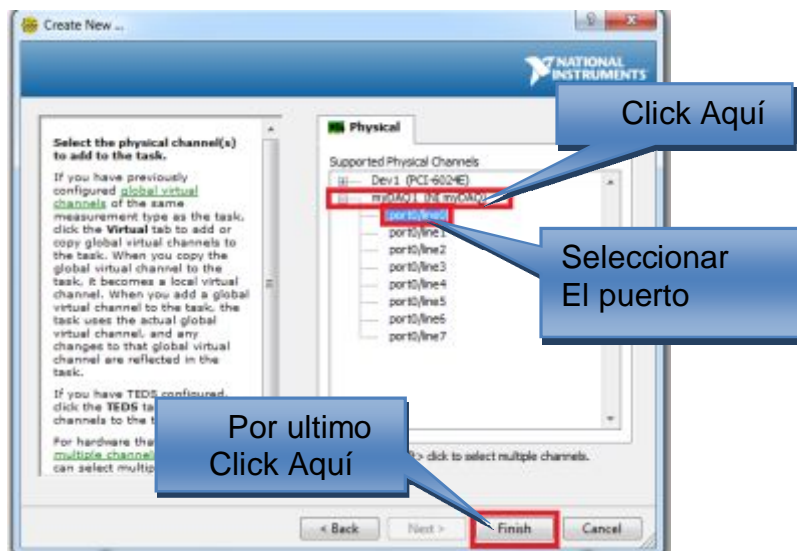 Create New ...
NATIONAL
INSTRUMENTS
Click Aquí
Select the physical channel(s)
to add to the task.
If you have previously
configured global virtual
channels of the same
measurement type as the task,
click the Virtual tab to add or
copy global virtual channels to
the task. When you copy the
global virtual channel to the
task, it becomes a local virtual
channel. When you add a global
virtual channel to the task, the
task uses the actual global
virtual channel, and any
changes to that global virtual
channel are reflected in the
task.
If you have TEDS configured,
click the TEDS
channels to the
For hardware
multiple
can select
Physical
Supported Physical Channels
Dev1 (PCI-6024E)
myDAQ1 (NI myDAQ)
port0/line0
port0/line1
port0/line2
port0/line3
port0/line4
port0/line5
port0/line6
port0/line7
Seleccionar
El puerto
Por ultimo
Click Aquí
click to select multiple channels.
< Back
Next >
Finish
Cancel